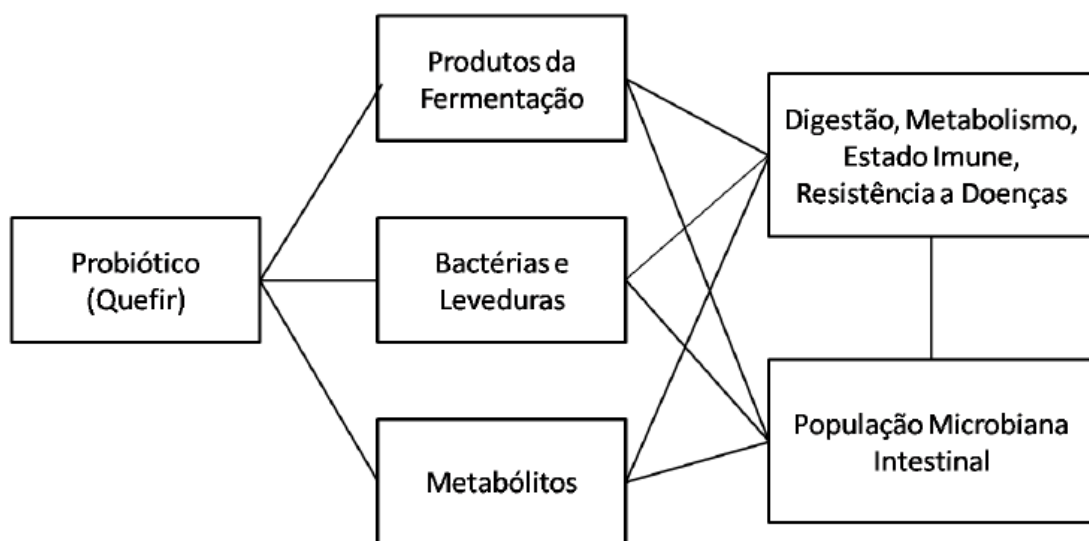 Produtos da
Fermentação
Digestão, Metabolismo,
Estado Imune,
Resistência a Doenças
Probiótico
(Quefir)
Bactérias e
Leveduras
População Microbiana
Intestinal
Metabólitos